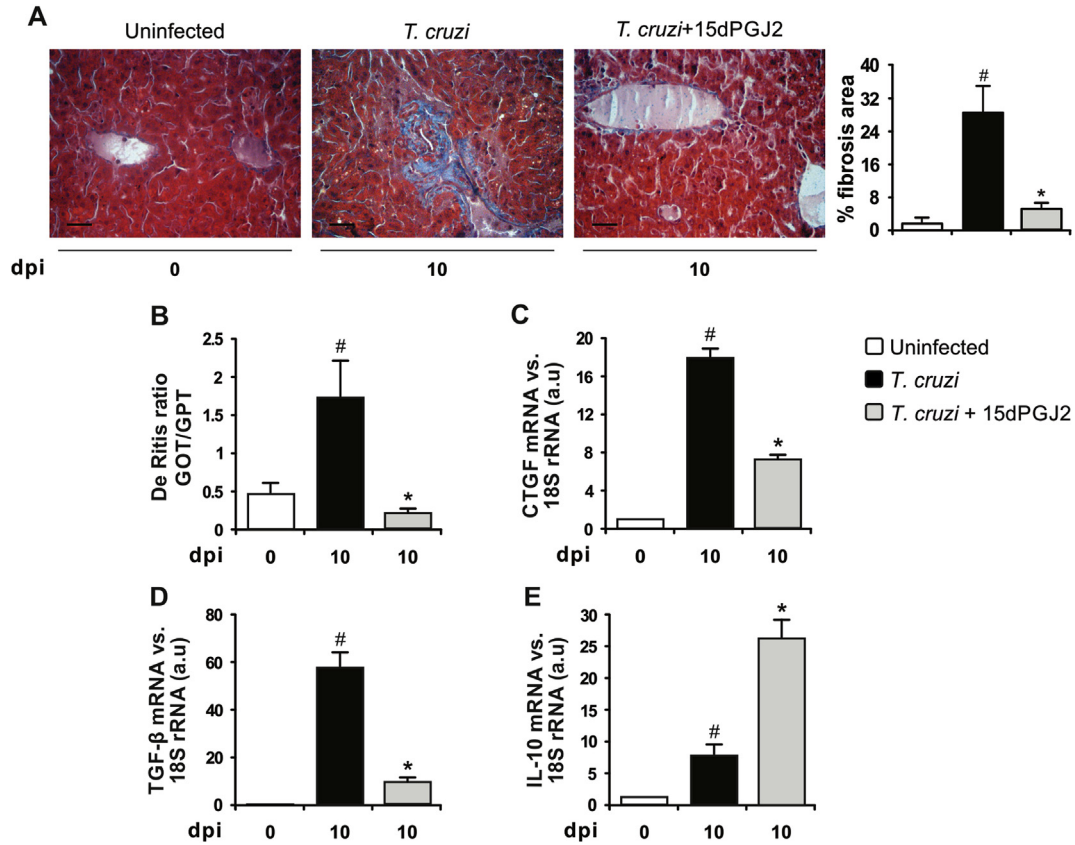 A
Uninfected
T. cruzi
T. cruzi+15dPGJ2
% fibrosis area
40
32
24
16
8
0
#
*
dpi
0
10
10
B
De Ritis ratio
GOT/GPT
2.5
2
1.5
1
0.5
0
#
*
dpi
0
10
10
C
CTGF mRNA vs.
18S rRNA (a.u)
20
16
12
8
4
0
#
*
dpi
0
10
10
Uninfected
T. cruzi
T. cruzi + 15dPGJ2
D
TGF-β mRNA vs.
18S rRNA (a.u)
80
60
40
20
0
#
*
dpi
0
10
10
E
IL-10 mRNA vs.
18S rRNA (a.u)
30
25
20
15
10
5
0
#
*
dpi
0
10
10